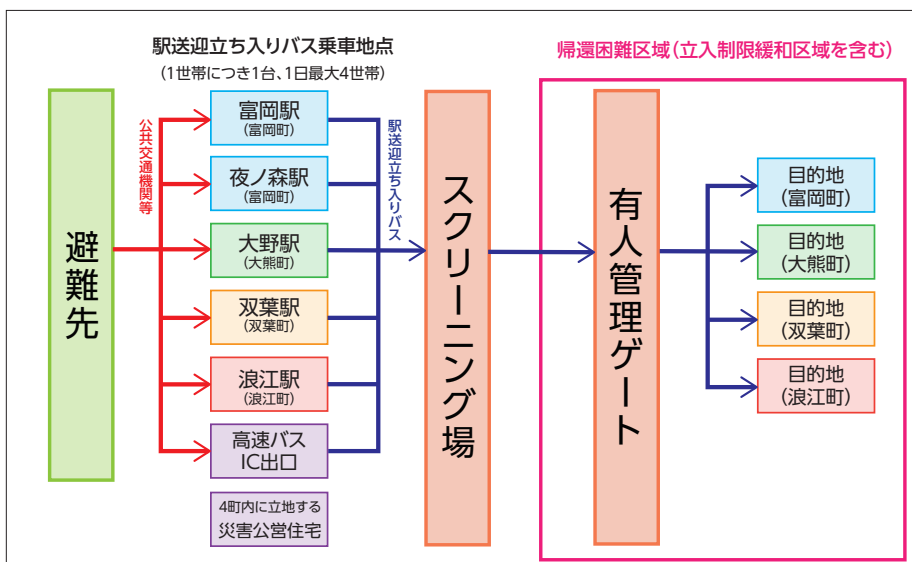 駅送迎立ち入りバス乗車地点
(1世帯につき1台、1日最大4世帯)
帰還困難区域(立入制限緩和区域を含む)
避難先
公共交通機関等
富岡駅
(富岡町)
夜ノ森駅
(富岡町)
大野駅
(大熊町)
双葉駅
(双葉町)
浪江駅
(浪江町)
高速バス
IC出口
4町内に立地する
災害公営住宅
駅送迎立ち入りバス
スクリーニング場
有人管理ゲート
目的地
(富岡町)
目的地
(大熊町)
目的地
(双葉町)
目的地
(浪江町)